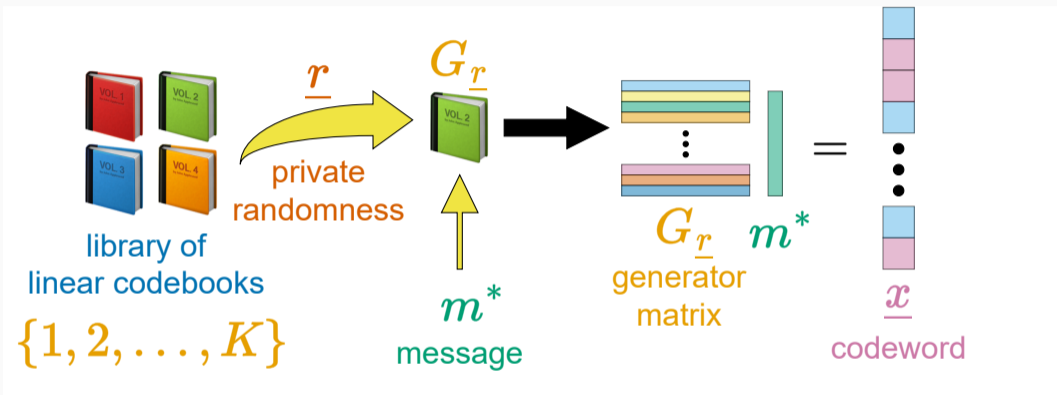 VOL. 1
VOL. 2
VOL. 3
VOL. 4
library of
linear codebooks
{1, 2, . . . , K}
r
private
randomness
G_r
VOL. 2
m*
message
G_r
generator
matrix
m*
=
x
codeword